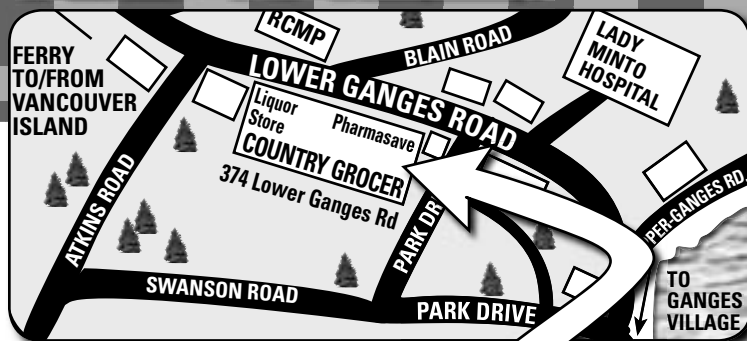 RCMP
BLAIN ROAD
LADY
MINTO
HOSPITAL
FERRY
TO/FROM
VANCOUVER
ISLAND
LOWER GANGES ROAD
Liquor
Store
Pharmasave
COUNTRY GROCER
374 Lower Ganges Rd
ATKINS ROAD
PARK DR
PER-GANGES RD.
SWANSON ROAD
PARK DRIVE
TO
GANGES
VILLAGE